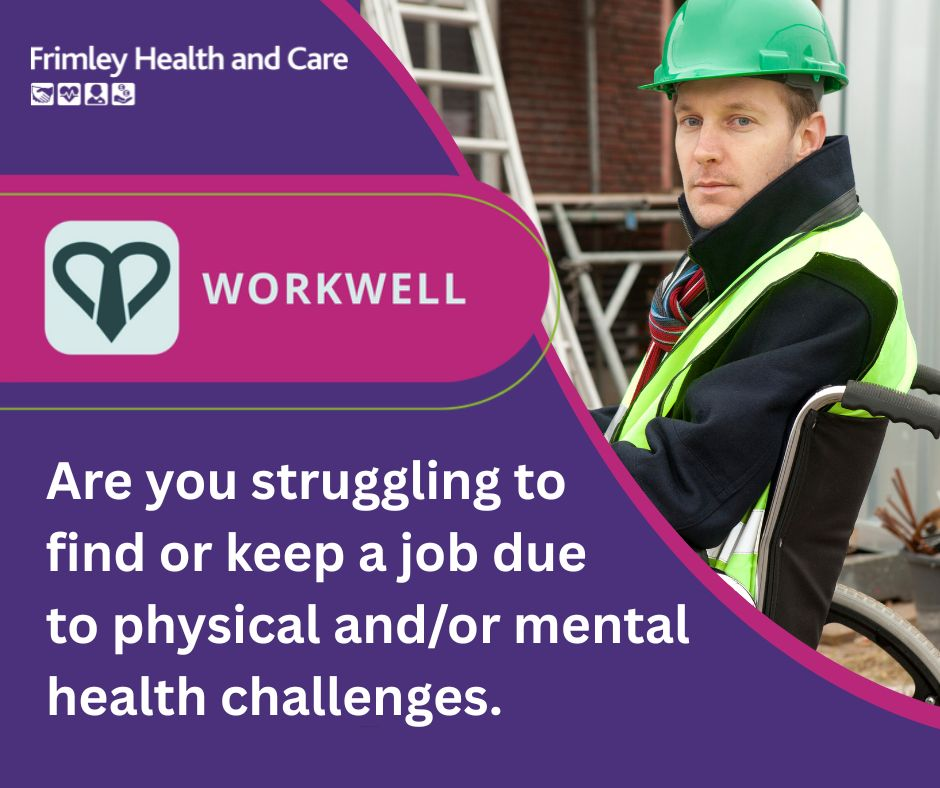 Frimley Health and Care
WORKWELL
Are you struggling to
find or keep a job due
to physical and/or mental
health challenges.